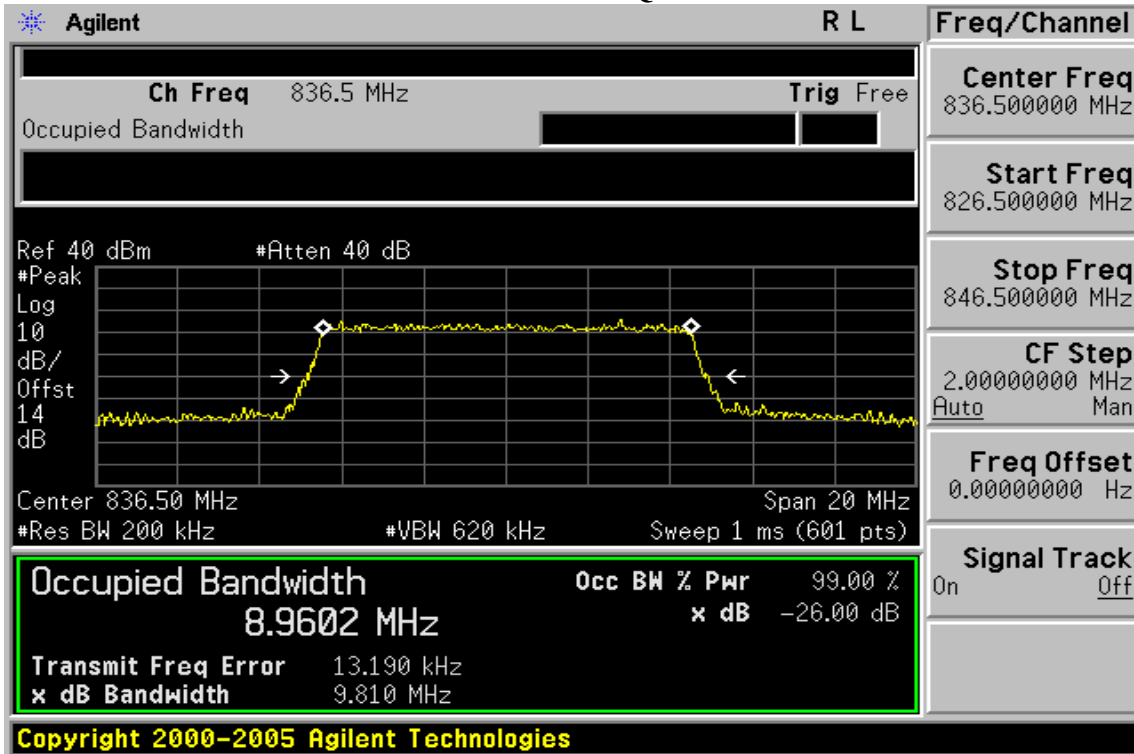 Agilent R L
Ch Freq 836.5 MHz Trig Free
Occupied Bandwidth
Ref 40 dBm #Atten 40 dB
#Peak
Log
10
dB/
Offst
14
dB
Center 836.50 MHz Span 20 MHz
#Res BW 200 kHz #VBW 620 kHz Sweep 1 ms (601 pts)
Occupied Bandwidth Occ BW % Pwr 99.00 %
8.9602 MHz x dB -26.00 dB
Transmit Freq Error 13.190 kHz
x dB Bandwidth 9.810 MHz
Copyright 2000-2005 Agilent Technologies
Freq/Channel
Center Freq
836.500000 MHz
Start Freq
826.500000 MHz
Stop Freq
846.500000 MHz
CF Step
2.00000000 MHz
Auto Man
Freq Offset
0.00000000 Hz
Signal Track
On Off